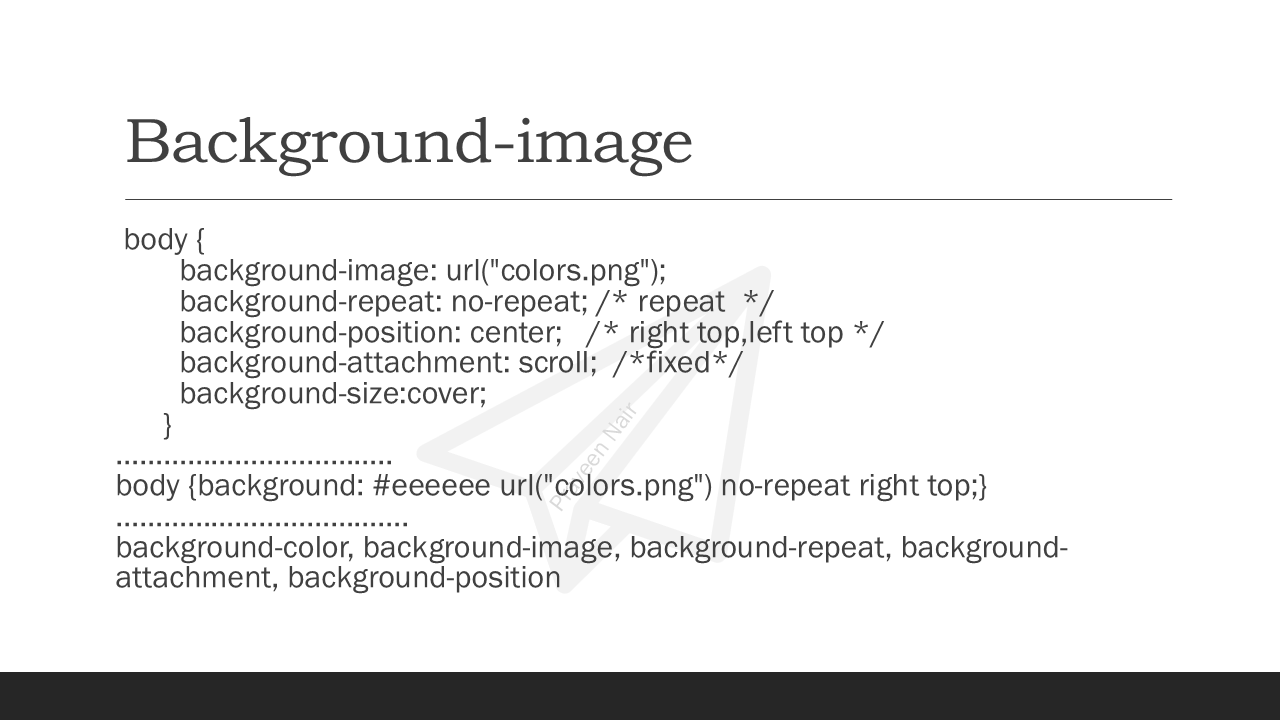 Background-image
body {
background-image: url("colors.png");
background-repeat: no-repeat; /* repeat  */
background-position: center;   /* right top,left top */
background-attachment: scroll;  /*fixed*/
background-size:cover;
}
...................................
body {background: #eeeeee url("colors.png") no-repeat right top;}
.....................................
background-color, background-image, background-repeat, background-
attachment, background-position
Praveen Nair